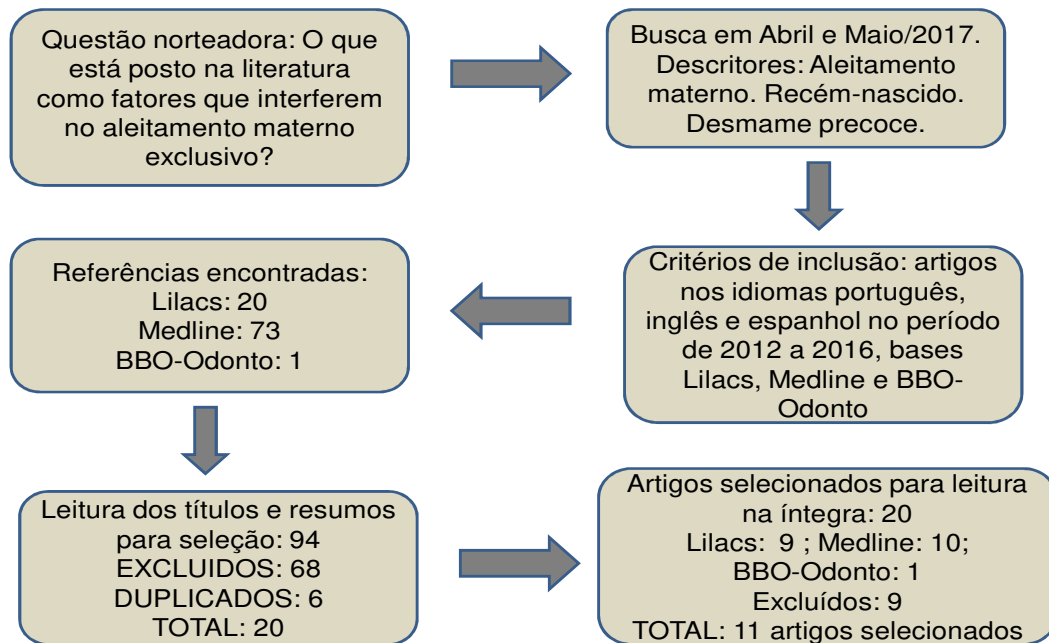 Questão norteadora: O que
está posto na literatura
como fatores que interferem
no aleitamento materno
exclusivo?
Busca em Abril e Maio/2017.
Descritores: Aleitamento
materno. Recém-nascido.
Desmame precoce.
Critérios de inclusão: artigos
nos idiomas português,
inglês e espanhol no período
de 2012 a 2016, bases
Lilacs, Medline e BBO-
Odonto
Referências encontradas:
Lilacs: 20
Medline: 73
BBO-Odonto: 1
Leitura dos títulos e resumos
para seleção: 94
EXCLUIDOS: 68
DUPLICADOS: 6
TOTAL: 20
Artigos selecionados para leitura
na íntegra: 20
Lilacs: 9 ; Medline: 10;
BBO-Odonto: 1
Excluídos: 9
TOTAL: 11 artigos selecionados